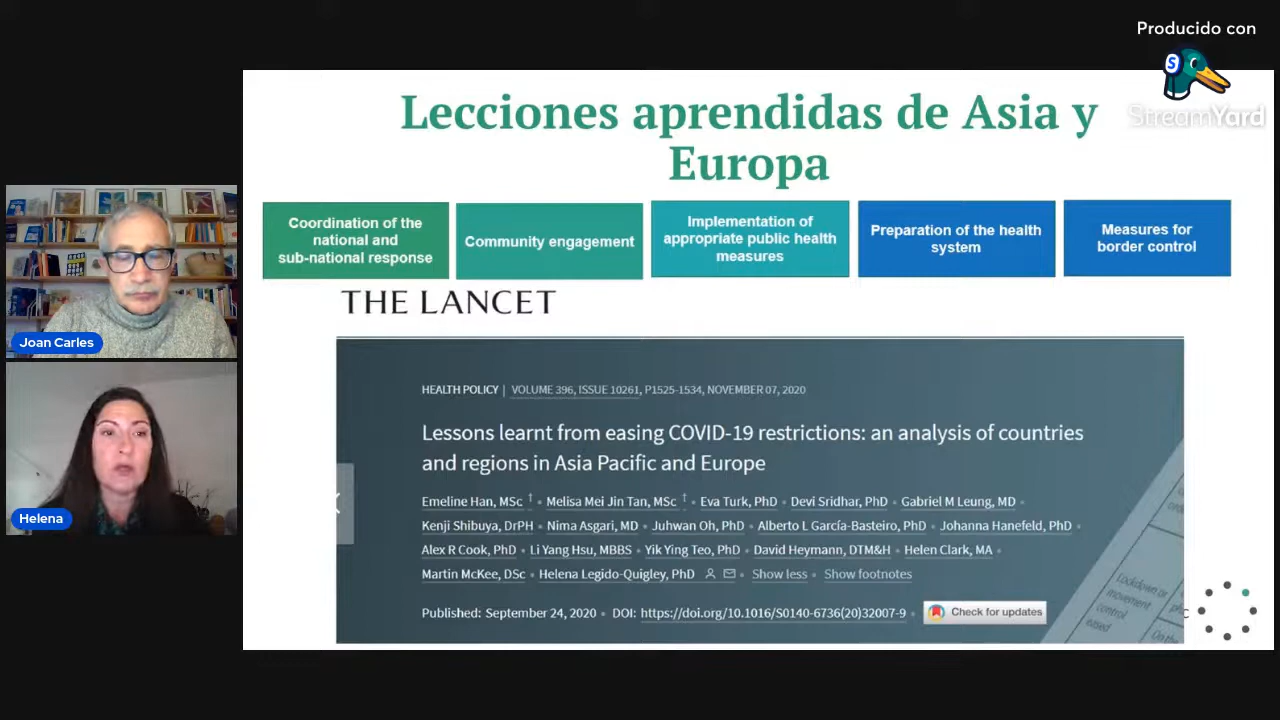 Producido con
StreamYard
Lecciones aprendidas de Asia y
Europa
Coordination of the
national and
sub-national response
Community engagement
Implementation of
appropriate public health
measures
Preparation of the health
system
Measures for
border control
THE LANCET
HEALTH POLICY | VOLUME 396, ISSUE 10261, P1525-1534, NOVEMBER 07, 2020
Lessons learnt from easing COVID-19 restrictions: an analysis of countries
and regions in Asia Pacific and Europe
Emeline Han, MSc † • Melisa Mei Jin Tan, MSc † • Eva Turk, PhD • Devi Sridhar, PhD • Gabriel M Leung, MD •
Kenji Shibuya, DrPH • Nima Asgari, MD • Juhwan Oh, PhD • Alberto L García-Basteiro, PhD • Johanna Hanefeld, PhD •
Alex R Cook, PhD • Li Yang Hsu, MBBS • Yik Ying Teo, PhD • David Heymann, DTM&H • Helen Clark, MA •
Martin McKee, DSc • Helena Legido-Quigley, PhD • Show less • Show footnotes
Published: September 24, 2020 • DOI: https://doi.org/10.1016/S0140-6736(20)32007-9 • Check for updates
Lockdown or
movement
control
eased
Joan Carles
Helena